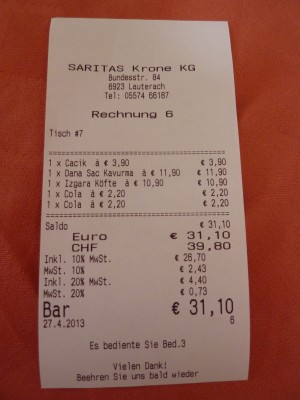 SARITAS Krone KG
Bundesstr. 84
6923 Lauterach
Tel: 05574 66187
Rechnung 6
Tisch #7
1 x Cacik à € 3,90 € 3,90
1 x Dana Sac Kavurma à € 11,90 € 11,90
1 x Izgara Köfte à € 10,90 € 10,90
1 x Cola à € 2,20 € 2,20
1 x Cola à € 2,20 € 2,20
Saldo € 31,10
Euro € 31,10
CHF 39,80
Inkl. 10% MwSt. € 26,70
MwSt. 10% € 2,43
Inkl. 20% MwSt. € 4,40
MwSt. 20% € 0,73
Bar € 31,10
27.4.2013 6
Es bediente Sie Bed.3
Vielen Dank!
Beehren Sie uns bald wieder